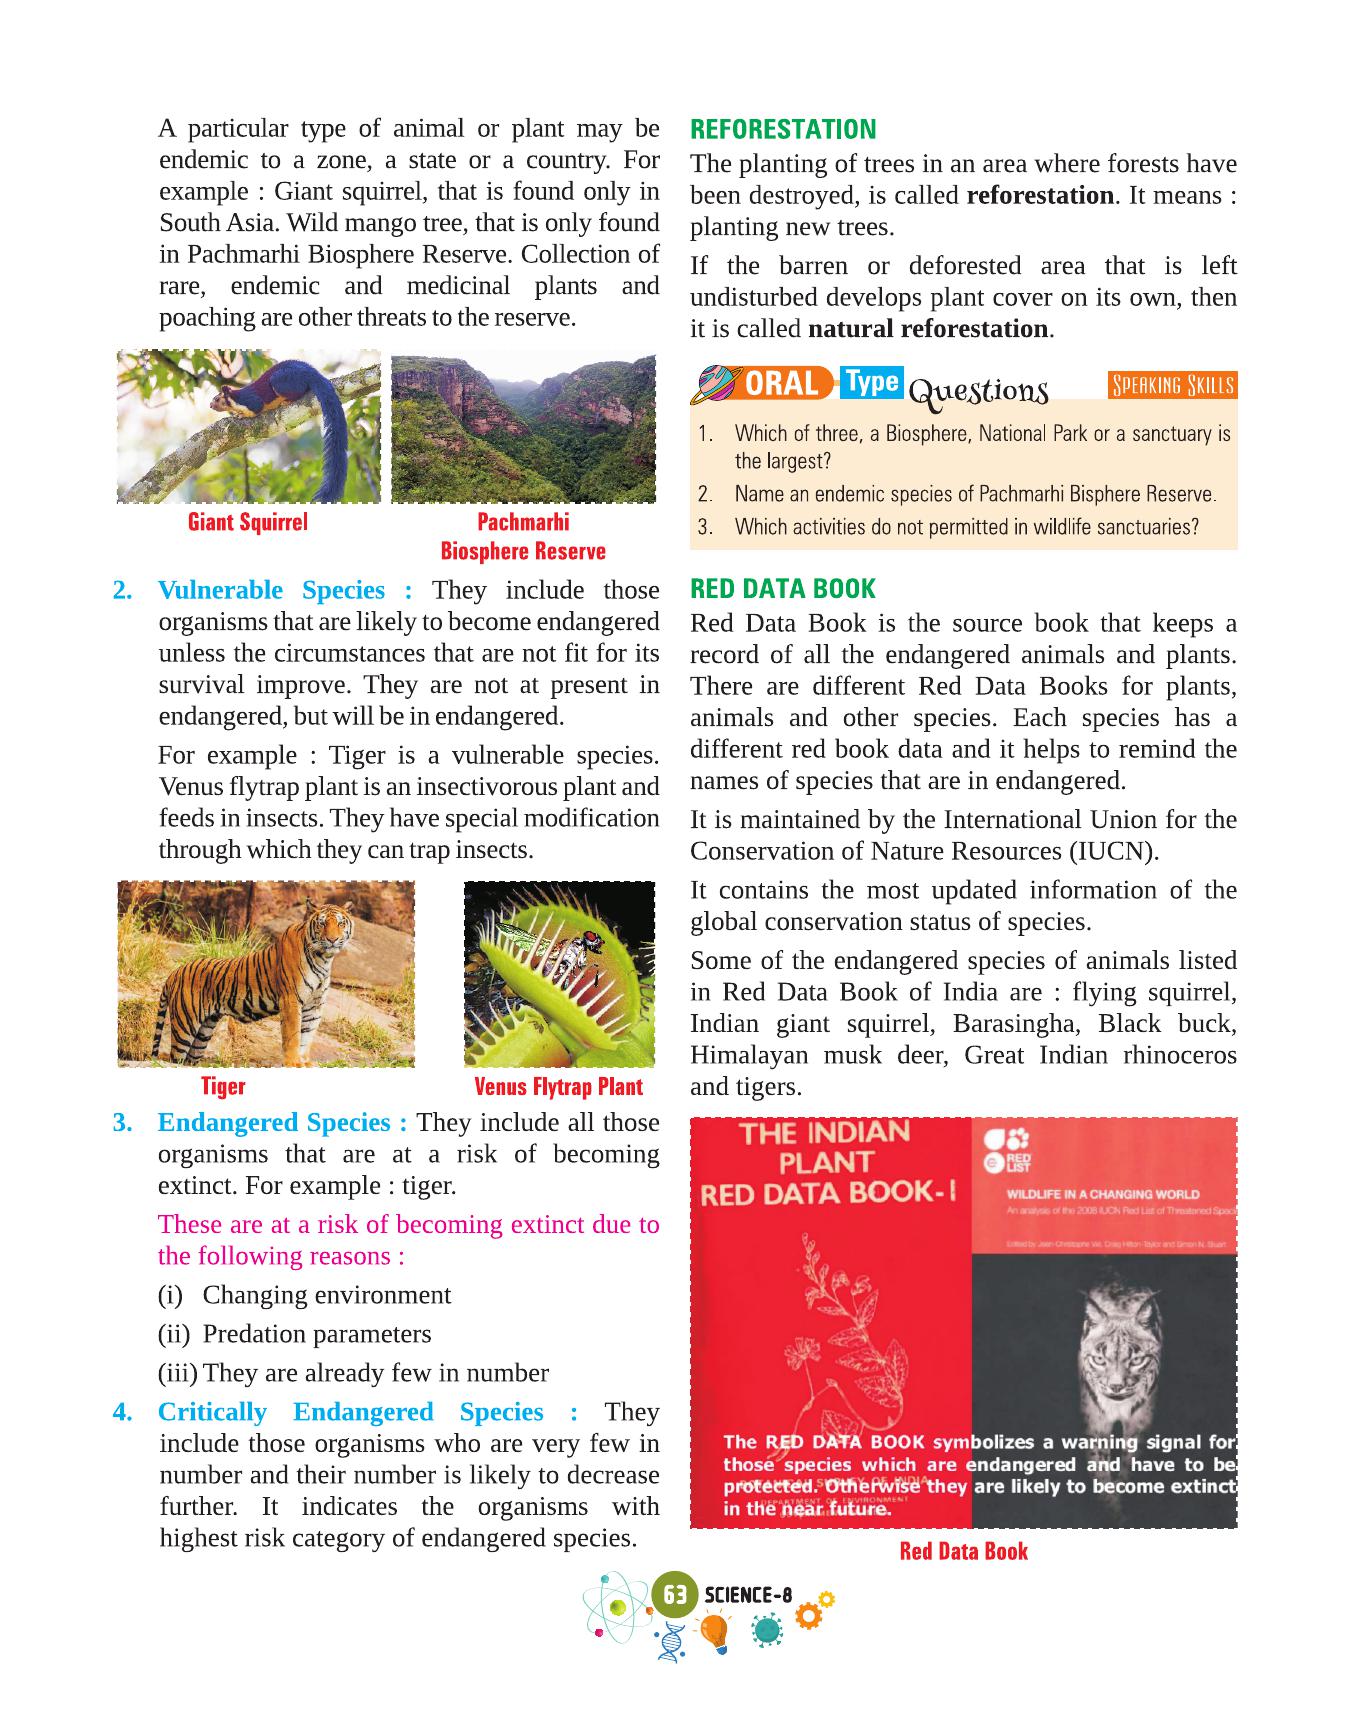 A particular type of animal or plant may be
endemic to a zone, a state or a country. For
example : Giant squirrel, that is found only in
South Asia. Wild mango tree, that is only found
in Pachmarhi Biosphere Reserve. Collection of
rare, endemic and medicinal plants and
poaching are other threats to the reserve.
Giant Squirrel
Pachmarhi
Biosphere Reserve
2. Vulnerable Species : They include those
organisms that are likely to become endangered
unless the circumstances that are not fit for its
survival improve. They are not at present in
endangered, but will be in endangered.
For example : Tiger is a vulnerable species.
Venus flytrap plant is an insectivorous plant and
feeds in insects. They have special modification
through which they can trap insects.
Tiger
Venus Flytrap Plant
3. Endangered Species : They include all those
organisms that are at a risk of becoming
extinct. For example : tiger.
These are at a risk of becoming extinct due to
the following reasons :
(i) Changing environment
(ii) Predation parameters
(iii) They are already few in number
4. Critically Endangered Species : They
include those organisms who are very few in
number and their number is likely to decrease
further. It indicates the organisms with
highest risk category of endangered species.
REFORESTATION
The planting of trees in an area where forests have
been destroyed, is called reforestation. It means :
planting new trees.
If the barren or deforested area that is left
undisturbed develops plant cover on its own, then
it is called natural reforestation.
ORAL Type Questions
SPEAKING SKILLS
1. Which of three, a Biosphere, National Park or a sanctuary is
the largest?
2. Name an endemic species of Pachmarhi Bisphere Reserve.
3. Which activities do not permitted in wildlife sanctuaries?
RED DATA BOOK
Red Data Book is the source book that keeps a
record of all the endangered animals and plants.
There are different Red Data Books for plants,
animals and other species. Each species has a
different red book data and it helps to remind the
names of species that are in endangered.
It is maintained by the International Union for the
Conservation of Nature Resources (IUCN).
It contains the most updated information of the
global conservation status of species.
Some of the endangered species of animals listed
in Red Data Book of India are : flying squirrel,
Indian giant squirrel, Barasingha, Black buck,
Himalayan musk deer, Great Indian rhinoceros
and tigers.
THE INDIAN
PLANT
RED DATA BOOK-I
RED
LIST
WILDLIFE IN A CHANGING WORLD
An analysis of the 2008 IUCN Red List of Threatened
Edited by Jean-Christophe Vié, Craig Hilton-Taylor and Simon N. Stuart
The RED DATA BOOK symbolizes a warning signal for
those species which are endangered and have to be
protected. Otherwise they are likely to become extinct
in the near future.
BOTANICAL SURVEY OF INDIA
DEPARTMENT OF ENVIRONMENT
Red Data Book
63 SCIENCE-8